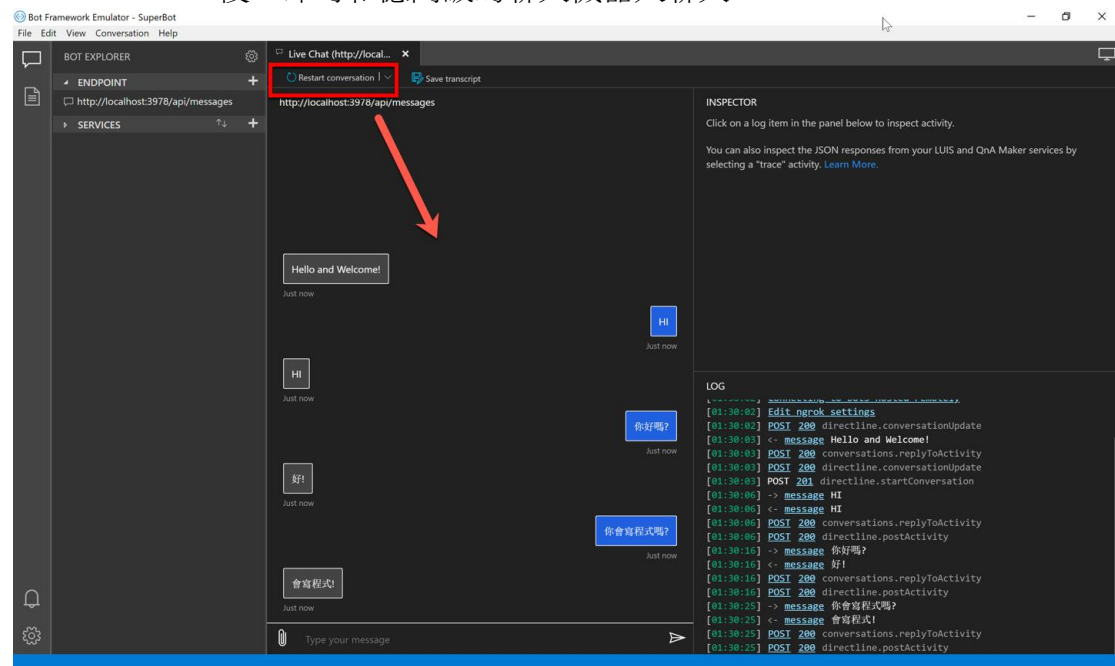 Bot Framework Emulator - SuperBot
File Edit View Conversation Help
BOT EXPLORER
ENDPOINT
http://localhost:3978/api/messages
SERVICES
Live Chat (http://local...
Restart conversation
Save transcript
http://localhost:3978/api/messages
Hello and Welcome!
Just now
HI
Just now
HI
Just now
你好嗎?
Just now
好!
Just now
你會寫程式嗎?
Just now
會寫程式!
Just now
Type your message
INSPECTOR
Click on a log item in the panel below to inspect activity.
You can also inspect the JSON responses from your LUIS and QnA Maker services by
selecting a "trace" activity. Learn More.
LOG
[01:30:02] Edit ngrok settings
[01:30:02] POST 200 directline.conversationUpdate
[01:30:03] <- message Hello and Welcome!
[01:30:03] POST 200 conversations.replyToActivity
[01:30:03] POST 200 directline.conversationUpdate
[01:30:03] POST 201 directline.startConversation
[01:30:06] -> message HI
[01:30:06] <- message HI
[01:30:06] POST 200 conversations.replyToActivity
[01:30:06] POST 200 directline.postActivity
[01:30:16] -> message 你好嗎?
[01:30:16] <- message 好!
[01:30:16] POST 200 conversations.replyToActivity
[01:30:16] POST 200 directline.postActivity
[01:30:25] -> message 你會寫程式嗎?
[01:30:25] <- message 會寫程式!
[01:30:25] POST 200 conversations.replyToActivity
[01:30:25] POST 200 directline.postActivity